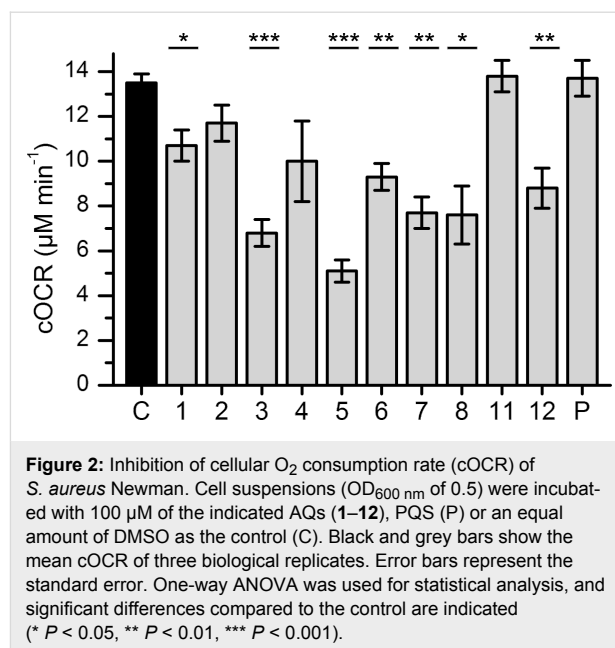 * *** *** ** ** * **
14
12
10
8
6
4
2
0
cOCR (µM min⁻¹)
C 1 2 3 4 5 6 7 8 11 12 P
Figure 2: Inhibition of cellular O₂ consumption rate (cOCR) of
S. aureus Newman. Cell suspensions (OD₆₀₀ nm of 0.5) were incubat-
ed with 100 µM of the indicated AQs (1–12), PQS (P) or an equal
amount of DMSO as the control (C). Black and grey bars show the
mean cOCR of three biological replicates. Error bars represent the
standard error. One-way ANOVA was used for statistical analysis, and
significant differences compared to the control are indicated
(* P < 0.05, ** P < 0.01, *** P < 0.001).